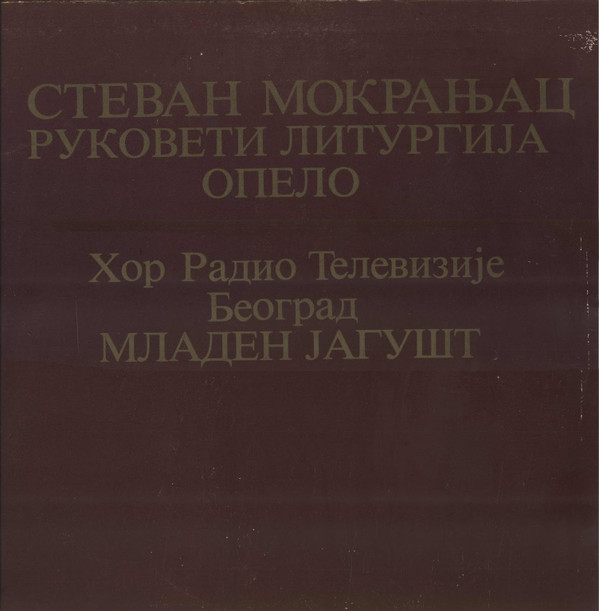 СТЕВАН МОКРАЊАЦ
РУКОВЕТИ ЛИТУРГИЈА
ОПЕЛО
Хор Радио Телевизије
Београд
МЛАДЕН ЈАГУШТ